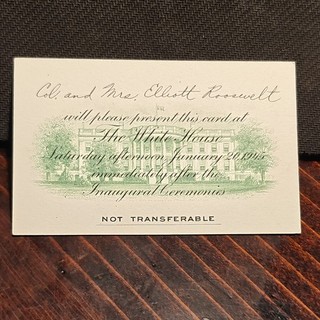 Col. and Mrs. Elliott Roosevelt
will please present this card at
The White House
Saturday afternoon January 20, 1945
immediately after the
Inaugural Ceremonies
NOT TRANSFERABLE